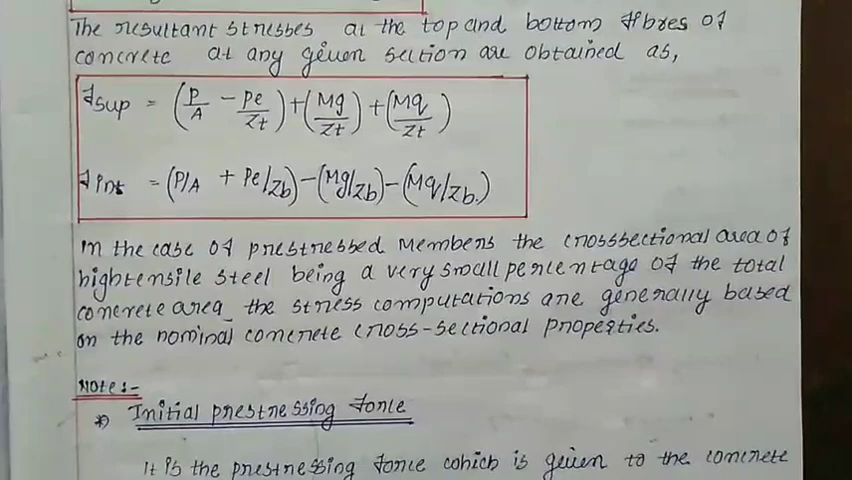 The resultant stresses at the top and bottom fibres of
concrete at any given section are obtained as,
fsup = (P/A - Pe/Zt) + (Mg/Zt) + (Mq/Zt)
finf = (P/A + Pe/Zb) - (Mg/Zb) - (Mq/Zb.)
In the case of prestressed Members the crosssectional area of
hightensile steel being a very small percentage of the total
concrete area the stress computations are generally based
on the nominal concrete cross-sectional properties.
Notes:-
*) Initial prestressing force
It is the prestressing force which is given to the concrete